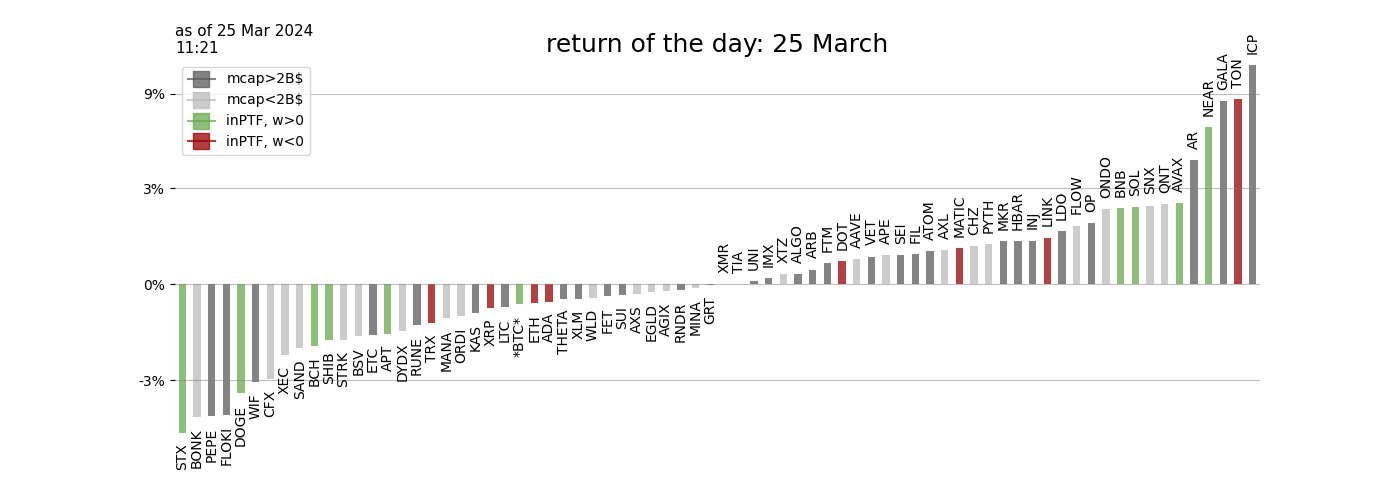 as of 25 Mar 2024
11:21
return of the day: 25 March
mcap>2B$
mcap<2B$
inPTF, w>0
inPTF, w<0
9%
3%
0%
-3%
STX
BONK
PEPE
FLOKI
DOGE
WIF
CFX
XEC
SAND
BCH
SHIB
STRK
BSV
ETC
APT
DYDX
RUNE
TRX
MANA
ORDI
KAS
XRP
LTC
*BTC*
ETH
ADA
THETA
XLM
WLD
FET
SUI
AXS
EGLD
AGIX
RNDR
MINA
GRT
XMR
TIA
UNI
IMX
XTZ
ALGO
ARB
FTM
DOT
AAVE
VET
APE
SEI
FIL
ATOM
AXL
MATIC
CHZ
PYTH
MKR
HBAR
INJ
LINK
LDO
FLOW
OP
ONDO
BNB
SOL
SNX
QNT
AVAX
AR
NEAR
GALA
TON
ICP